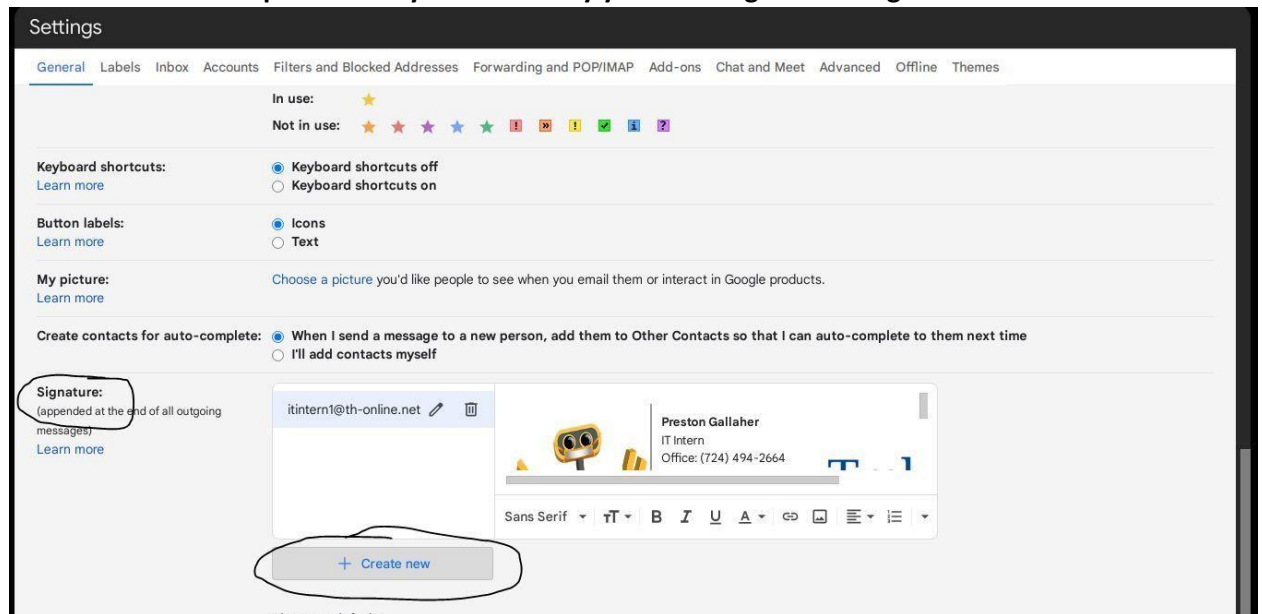 Settings
General Labels Inbox Accounts Filters and Blocked Addresses Forwarding and POP/IMAP Add-ons Chat and Meet Advanced Offline Themes
In use:
Not in use:
Keyboard shortcuts:
Learn more
Keyboard shortcuts off
Keyboard shortcuts on
Button labels:
Learn more
Icons
Text
My picture:
Learn more
Choose a picture you'd like people to see when you email them or interact in Google products.
Create contacts for auto-complete:
When I send a message to a new person, add them to Other Contacts so that I can auto-complete to them next time
I'll add contacts myself
Signature:
(appended at the end of all outgoing
messages)
Learn more
itintern1@th-online.net
Preston Gallaher
IT Intern
Office: (724) 494-2664
Sans Serif
B I U A
+ Create new